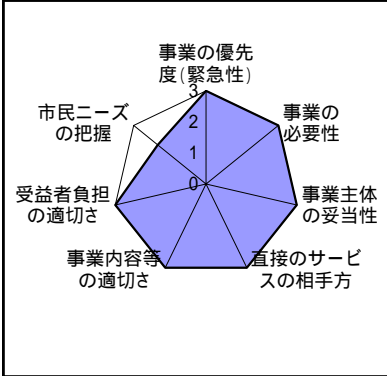 事業の優先
度(緊急性)
事業の
必要性
事業主体
の妥当性
直接のサービ
スの相手方
事業内容等
の適切さ
受益者負担
の適切さ
市民ニーズ
の把握
3
2
1
0